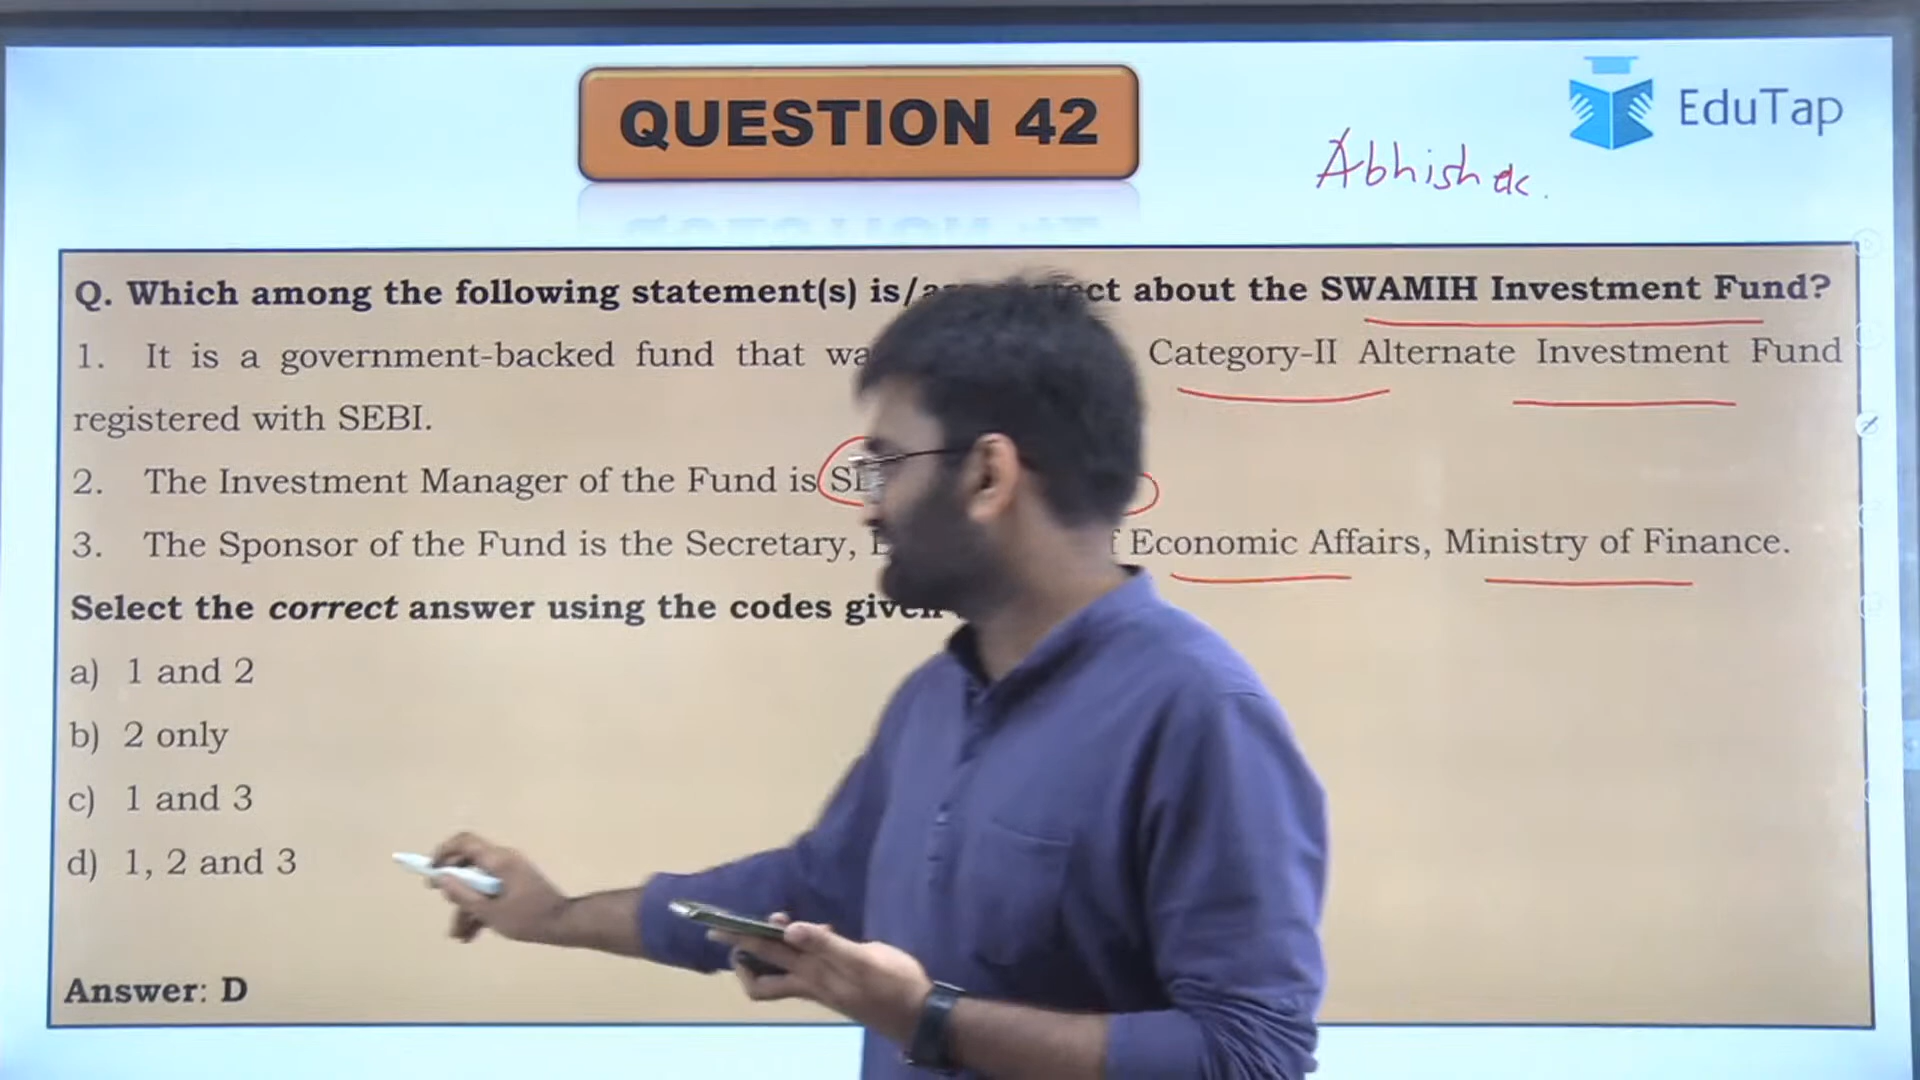 QUESTION 42
EduTap
Abhishek.
Q. Which among the following statement(s) is/ about the SWAMIH Investment Fund?
1. It is a government-backed fund that Category-II Alternate Investment Fund
registered with SEBI.
2. The Investment Manager of the Fund is
3. The Sponsor of the Fund is the Secretary, Economic Affairs, Ministry of Finance.
Select the correct answer using the codes given
a) 1 and 2
b) 2 only
c) 1 and 3
d) 1, 2 and 3
Answer: D